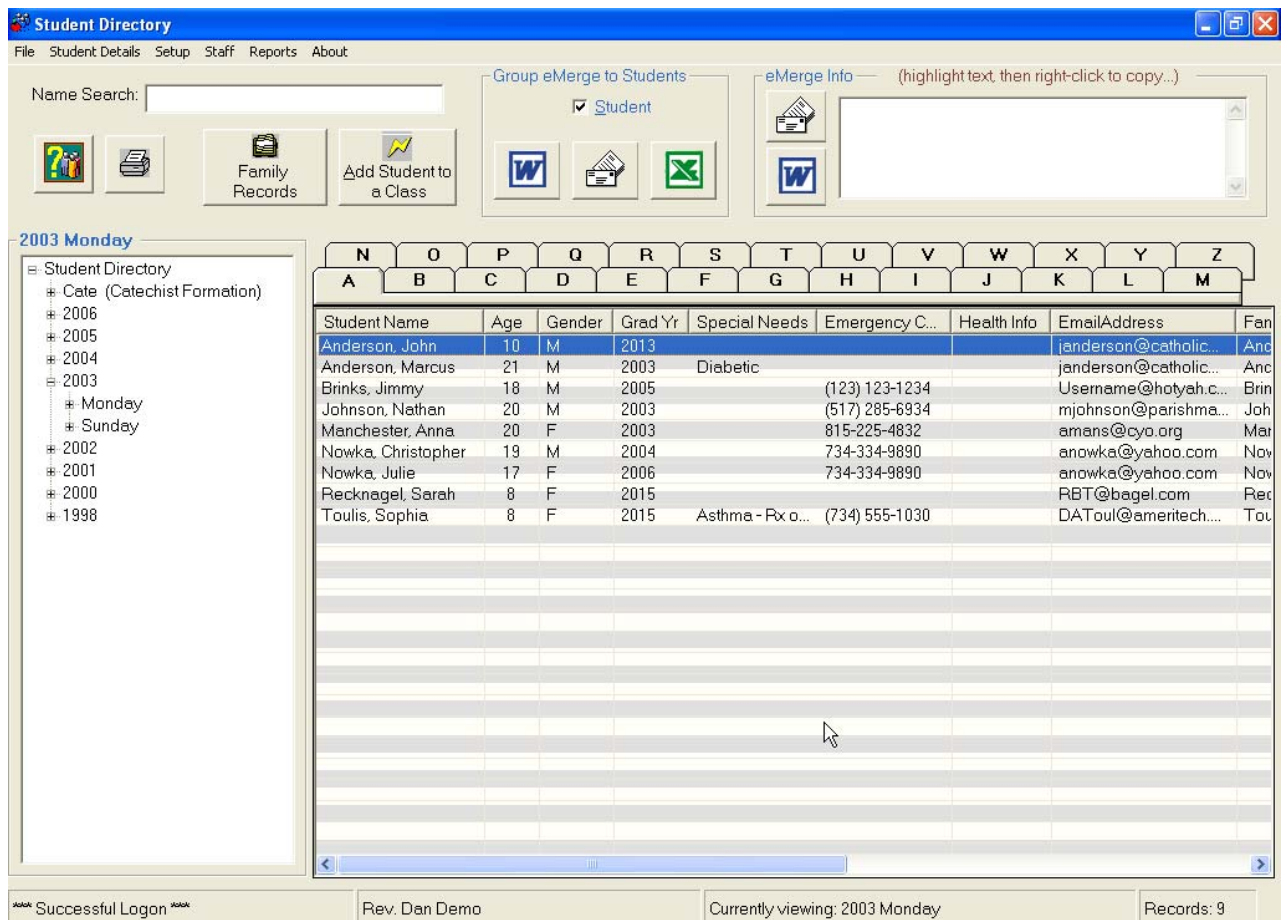 Student Directory
File Student Details Setup Staff Reports About
Name Search:
Family Records
Add Student to a Class
Group eMerge to Students
Student
eMerge Info (highlight text, then right-click to copy...)
2003 Monday
Student Directory
Cate (Catechist Formation)
2006
2005
2004
2003
Monday
Sunday
2002
2001
2000
1998
N O P Q R S T U V W X Y Z
A B C D E F G H I J K L M
Student Name Age Gender Grad Yr Special Needs Emergency C... Health Info EmailAddress Fan
Anderson, John 10 M 2013 janderson@catholic... Anc
Anderson, Marcus 21 M 2003 Diabetic janderson@catholic... Anc
Brinks, Jimmy 18 M 2005 (123) 123-1234 Username@hotyah.c... Brin
Johnson, Nathan 20 M 2003 (517) 285-6934 mjohnson@parishma... Joh
Manchester, Anna 20 F 2003 815-225-4832 amans@cyo.org Mar
Nowka, Christopher 19 M 2004 734-334-9890 anowka@yahoo.com Nov
Nowka, Julie 17 F 2006 734-334-9890 anowka@yahoo.com Nov
Recknagel, Sarah 8 F 2015 RBT@bagel.com Rec
Toulis, Sophia 8 F 2015 Asthma - Rx o... (734) 555-1030 DAToul@ameritech.... Tou
*** Successful Logon *** Rev. Dan Demo Currently viewing: 2003 Monday Records: 9